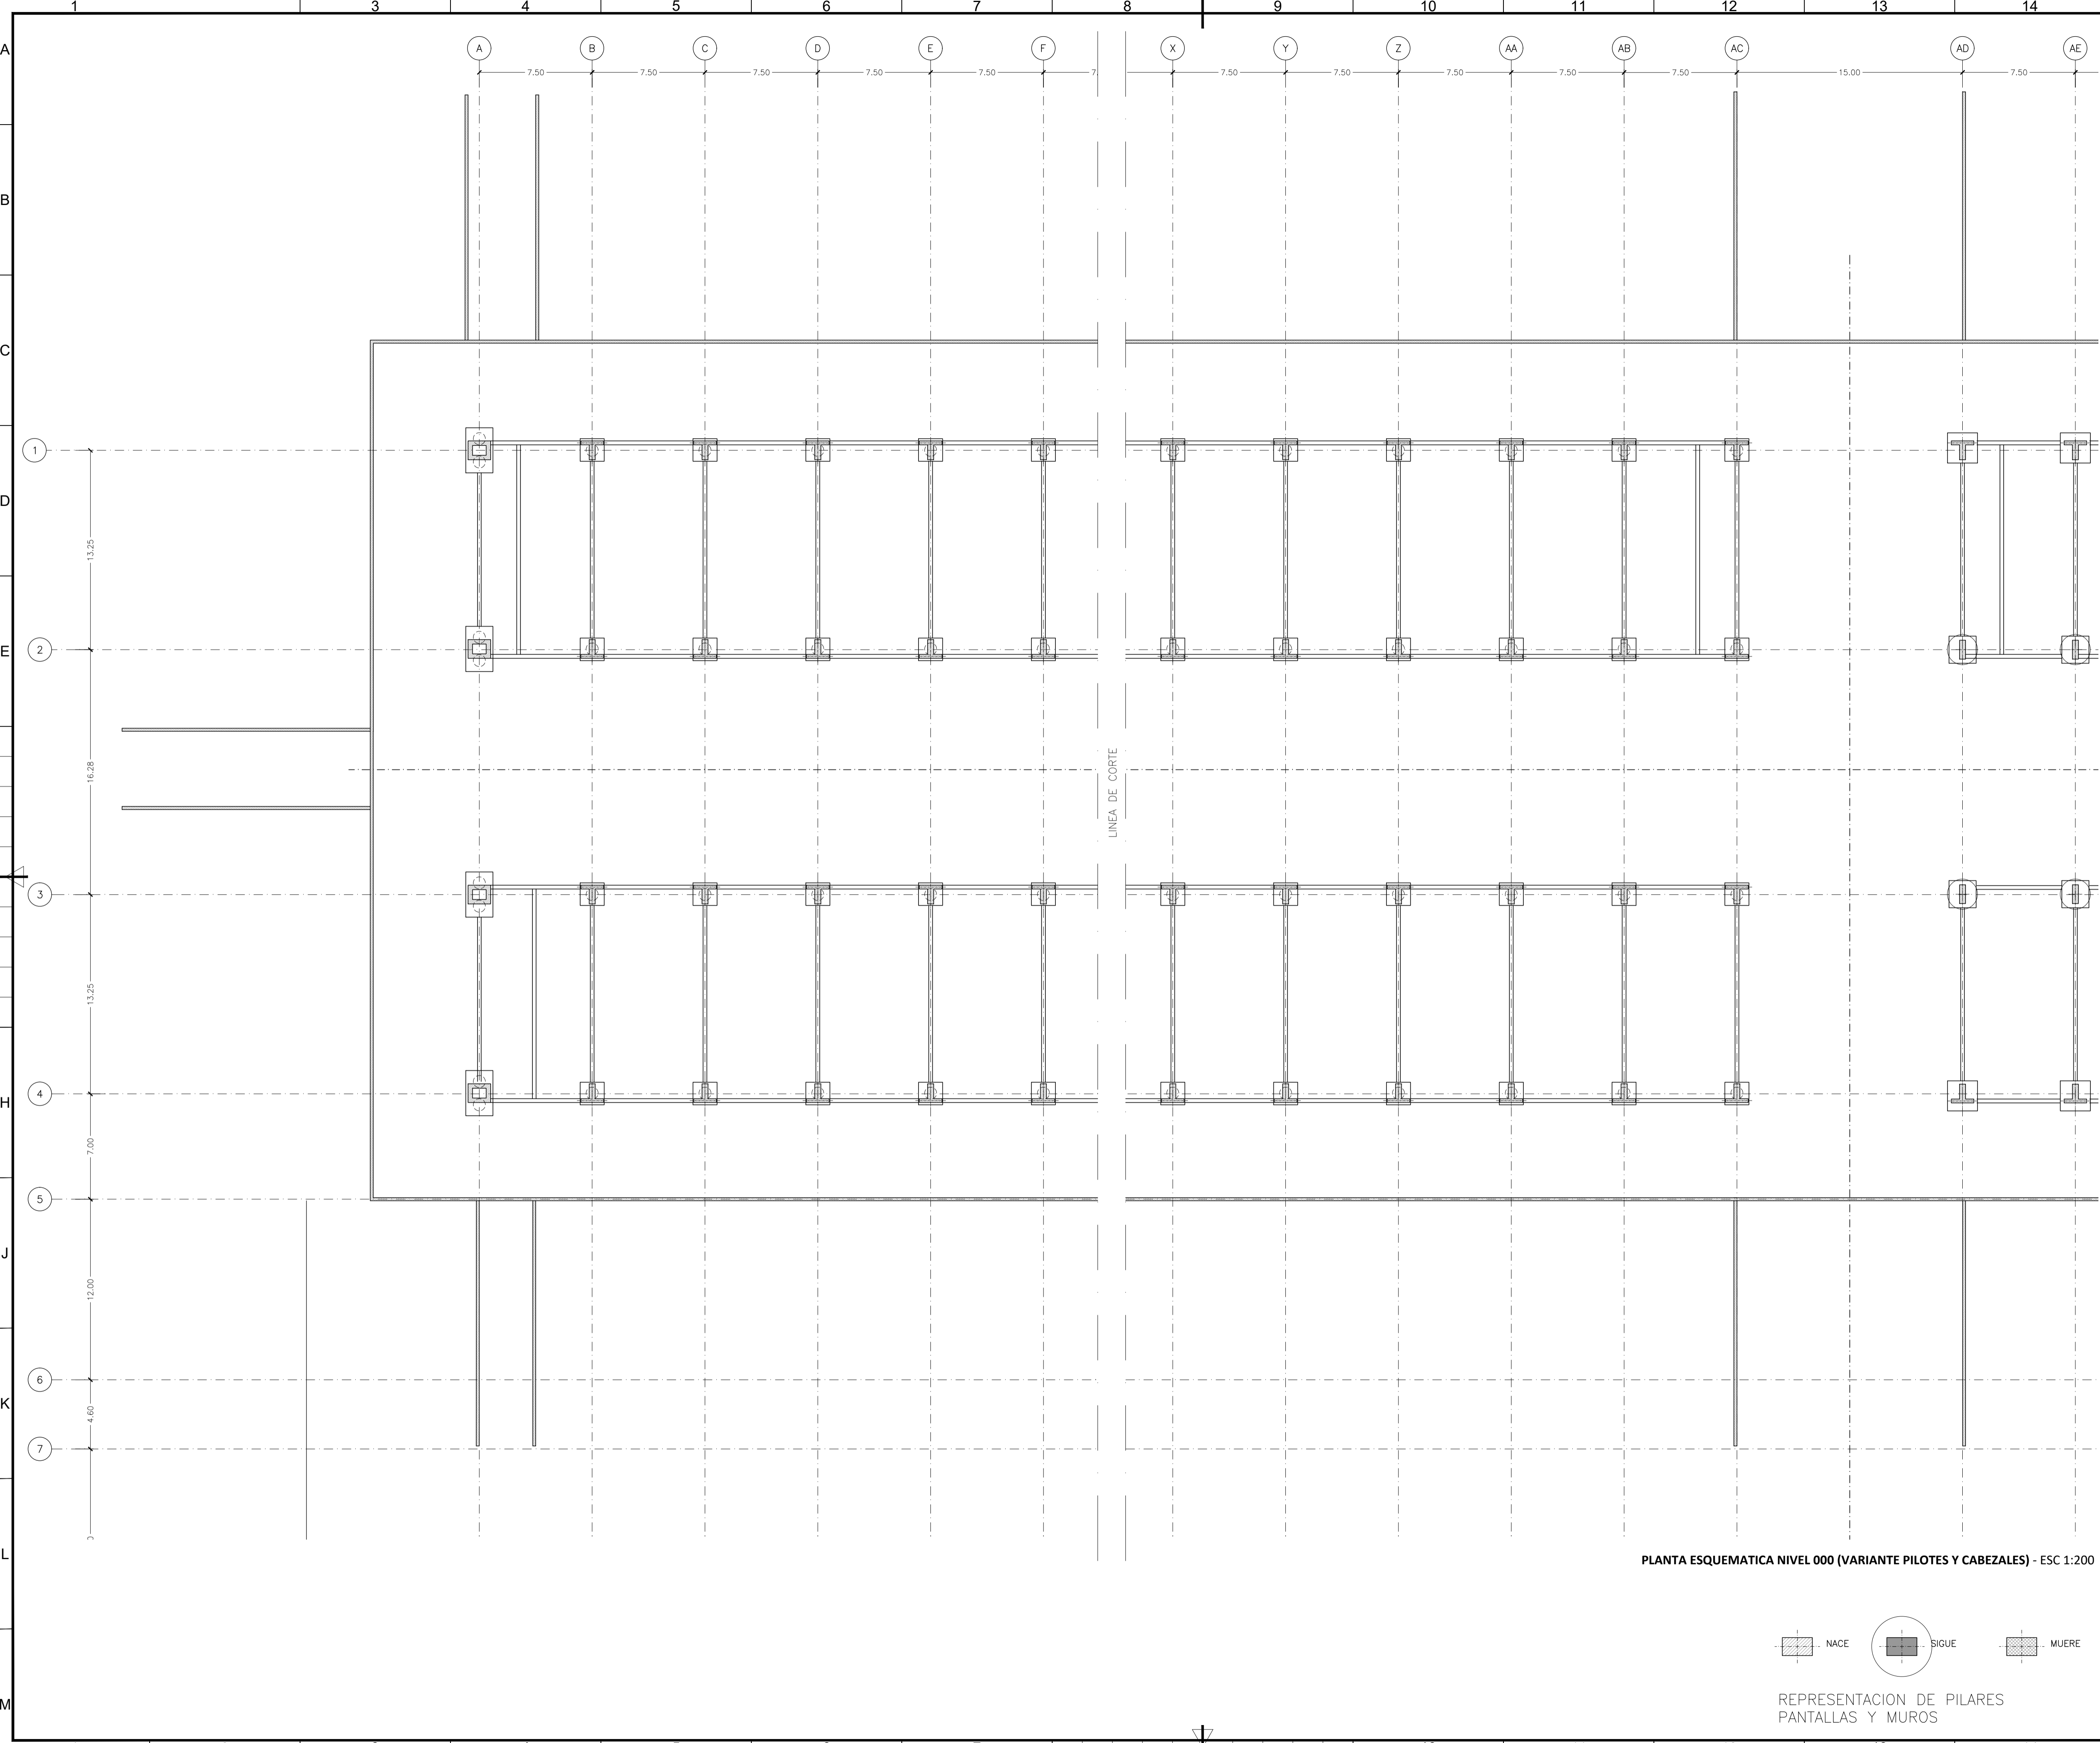 1 3 4 5 6 7 8 9 10 11 12 13 14
A
A B C D E F X Y Z AA AB AC AD AE
7.50 7.50 7.50 7.50 7.50 7.50 7.50 7.50 7.50 7.50 15.00 7.50
B
C
1
D
13.25
2
E
16.28
LINEA DE CORTE
3
13.25
4
H
7.00
5
J
12.00
6
K
4.60
7
L
PLANTA ESQUEMATICA NIVEL 000 (VARIANTE PILOTES Y CABEZALES) - ESC 1:200
NACE SIGUE MUERE
M
REPRESENTACION DE PILARES
PANTALLAS Y MUROS